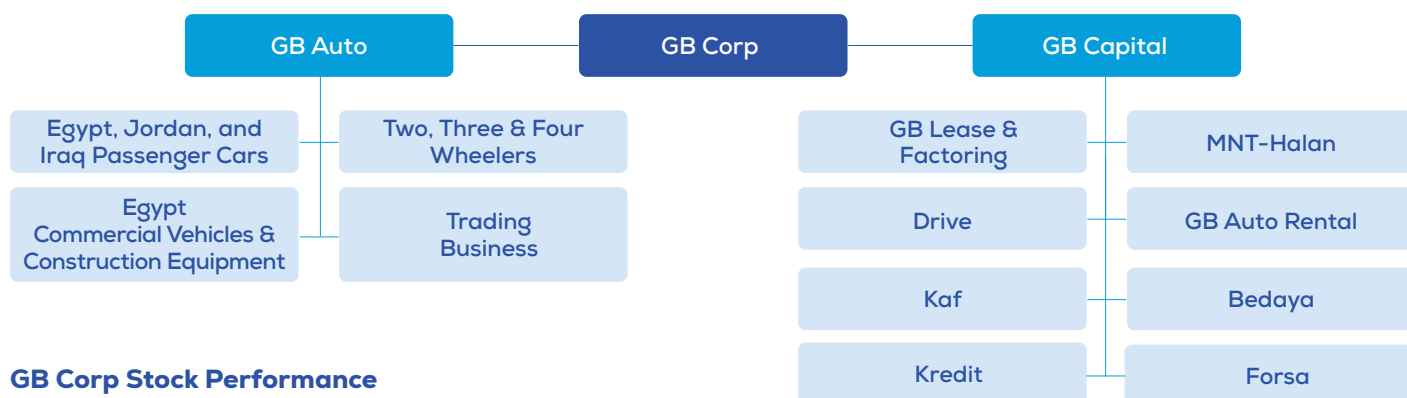 GB Auto
GB Corp
GB Capital
Egypt, Jordan, and
Iraq Passenger Cars
Two, Three & Four
Wheelers
Egypt
Commercial Vehicles &
Construction Equipment
Trading
Business
GB Lease &
Factoring
MNT-Halan
Drive
GB Auto Rental
Kaf
Bedaya
Kredit
Forsa
GB Corp Stock Performance